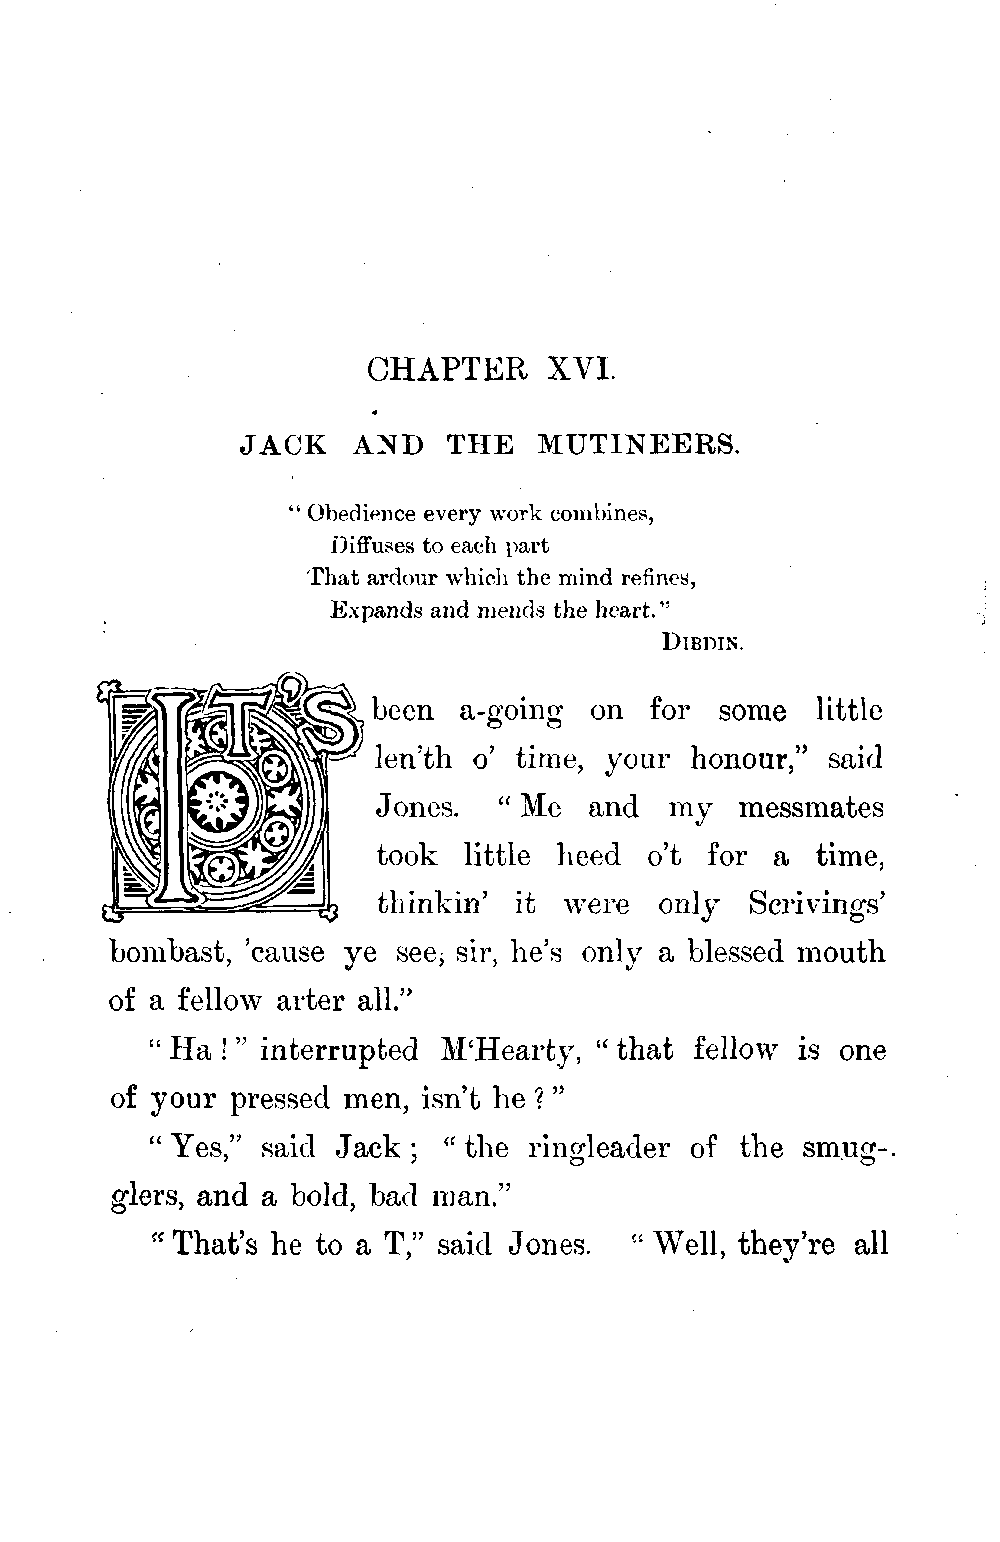 CHAPTER XVI.
JACK AND THE MUTINEERS.
“Obedience every work combines,
Diffuses to each part
That ardour which the mind refines,
Expands and mends the heart.”
DIBDIN.
IT’S been a-going on for some little
len’th o’ time, your honour,” said
Jones. “Me and my messmates
took little heed o’t for a time,
thinkin’ it were only Scrivings’
bombast, ’cause ye see, sir, he’s only a blessed mouth
of a fellow arter all.”
“Ha!” interrupted M‘Hearty, “that fellow is one
of your pressed men, isn’t he?”
“Yes,” said Jack; “the ringleader of the smug-
glers, and a bold, bad man.”
“That’s he to a T,” said Jones. “Well, they’re all